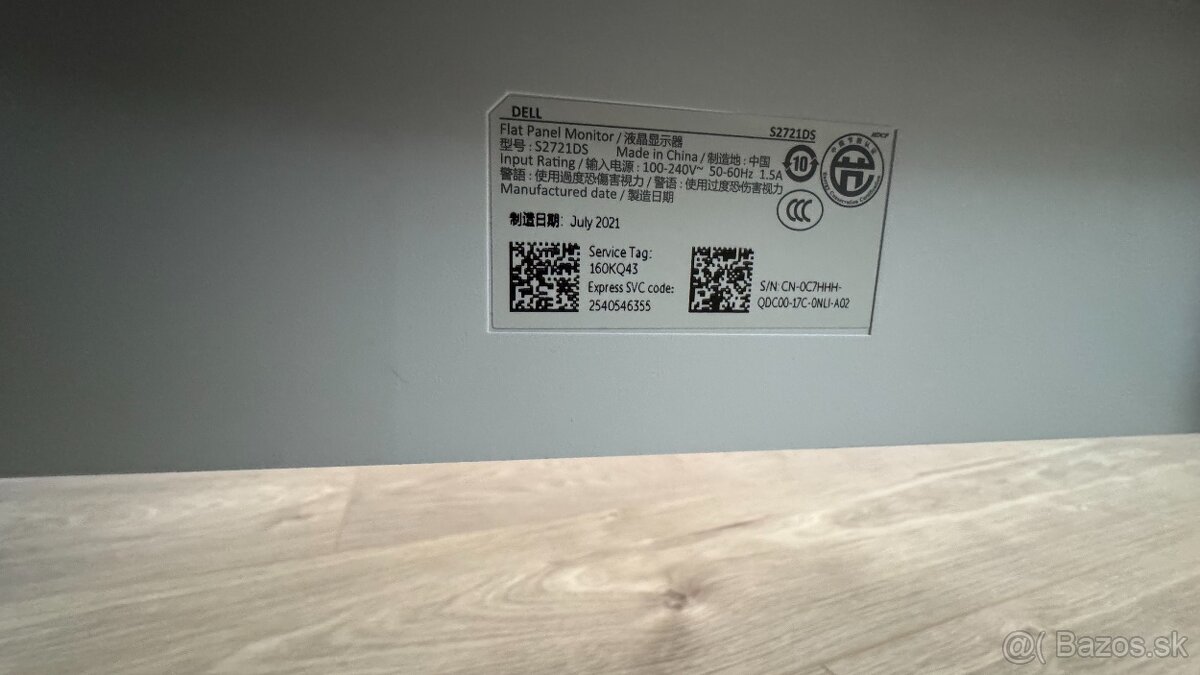 DELL
S2721DS
Flat Panel Monitor / 液晶显示器
型号 : S2721DS Made in China / 制造地 : 中国
Input Rating / 输入电源 : 100-240V~ 50-60Hz 1.5A
警語 : 使用過度恐傷害視力 / 警语 : 使用过度恐伤害视力
Manufactured date / 製造日期
10
CCC
制造日期: July 2021
Service Tag:
160KQ43
Express SVC code:
2540546355
S/N: CN-0C7HHH-
QDC00-17C-0NLI-A02
@( Bazos.sk